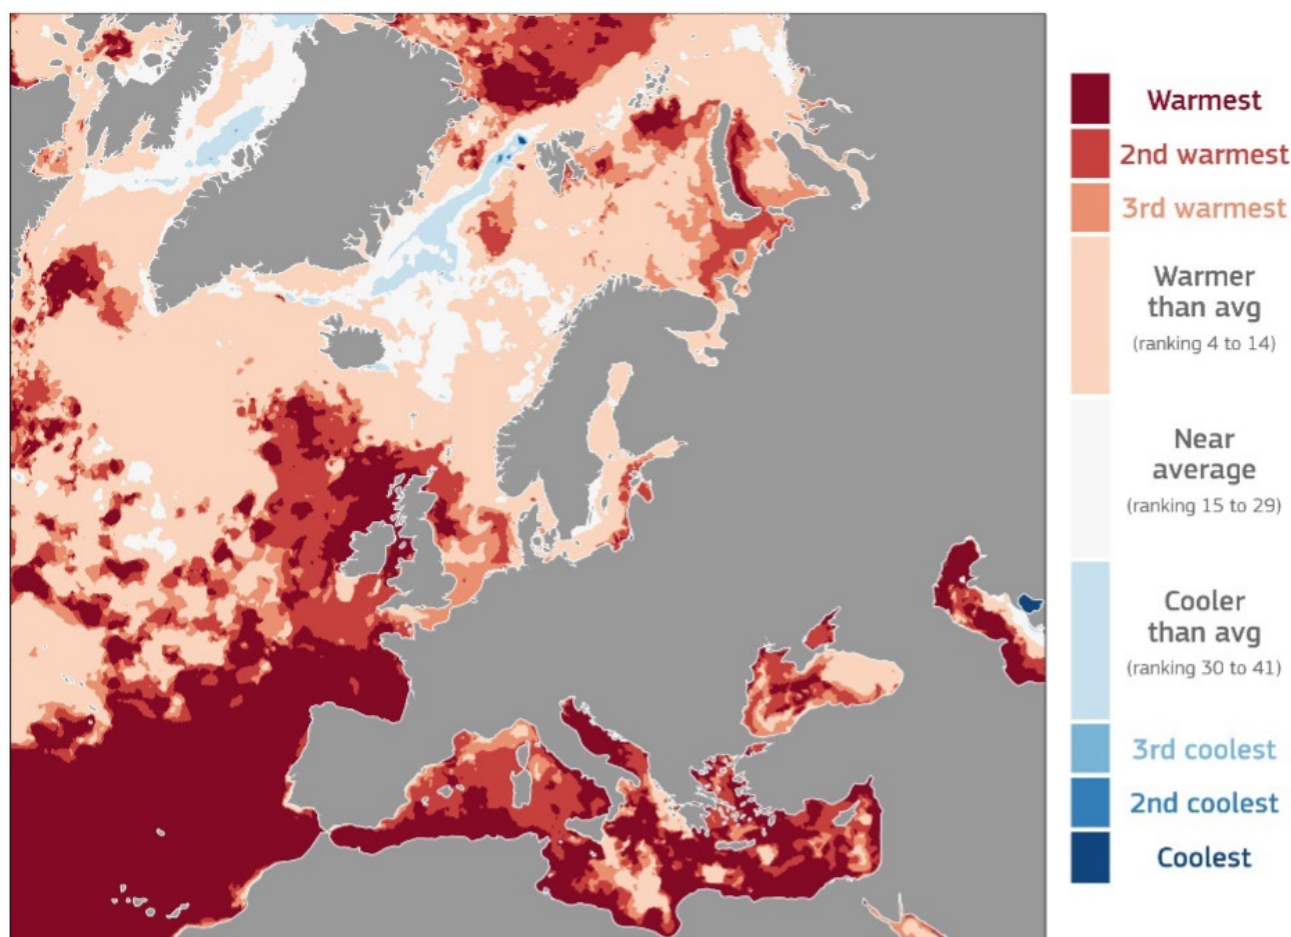 Warmest
2nd warmest
3rd warmest
Warmer
than avg
(ranking 4 to 14)
Near
average
(ranking 15 to 29)
Cooler
than avg
(ranking 30 to 41)
3rd coolest
2nd coolest
Coolest